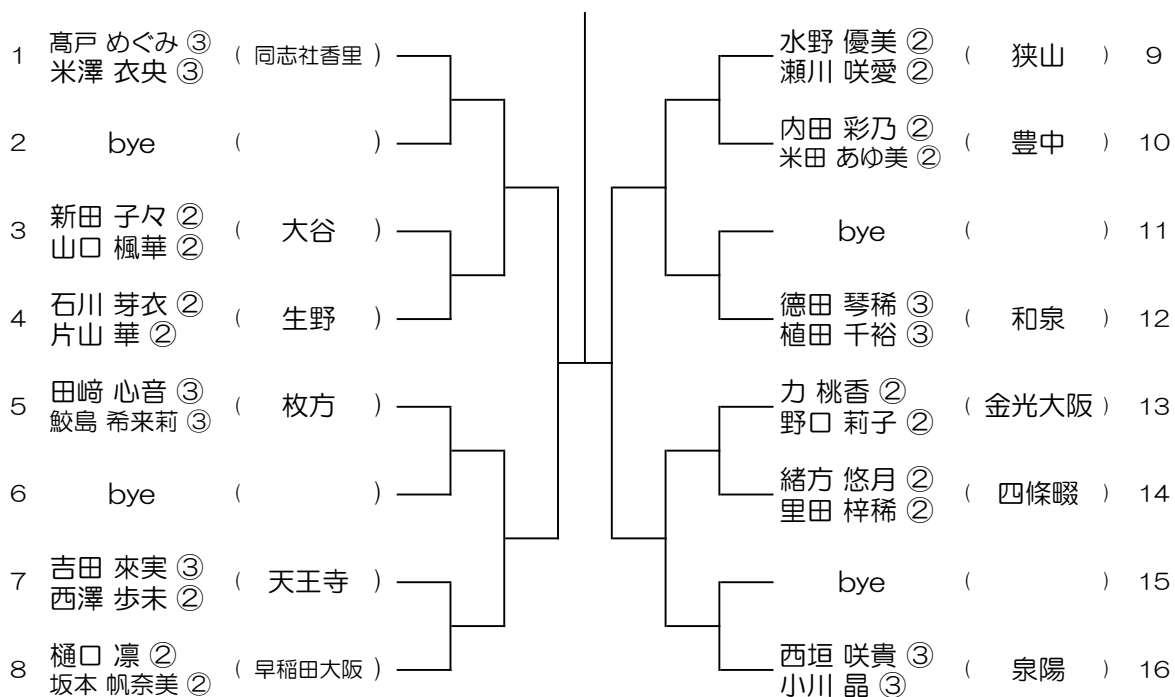 1 髙戸 めぐみ ③ ( 同志社香里 )
米澤 衣央 ③
2 bye ( )
3 新田 子々 ② ( 大谷 )
山口 楓華 ②
4 石川 芽衣 ② ( 生野 )
片山 華 ②
5 田﨑 心音 ③ ( 枚方 )
鮫島 希来莉 ③
6 bye ( )
7 吉田 來実 ③ ( 天王寺 )
西澤 歩未 ②
8 樋口 凛 ② ( 早稲田大阪 )
坂本 帆奈美 ②
水野 優美 ② ( 狭山 ) 9
瀬川 咲愛 ②
内田 彩乃 ② ( 豊中 ) 10
米田 あゆ美 ②
bye ( ) 11
德田 琴稀 ③ ( 和泉 ) 12
植田 千裕 ③
力 桃香 ② ( 金光大阪 ) 13
野口 莉子 ②
緒方 悠月 ② ( 四條畷 ) 14
里田 梓稀 ②
bye ( ) 15
西垣 咲貴 ③ ( 泉陽 ) 16
小川 晶 ③